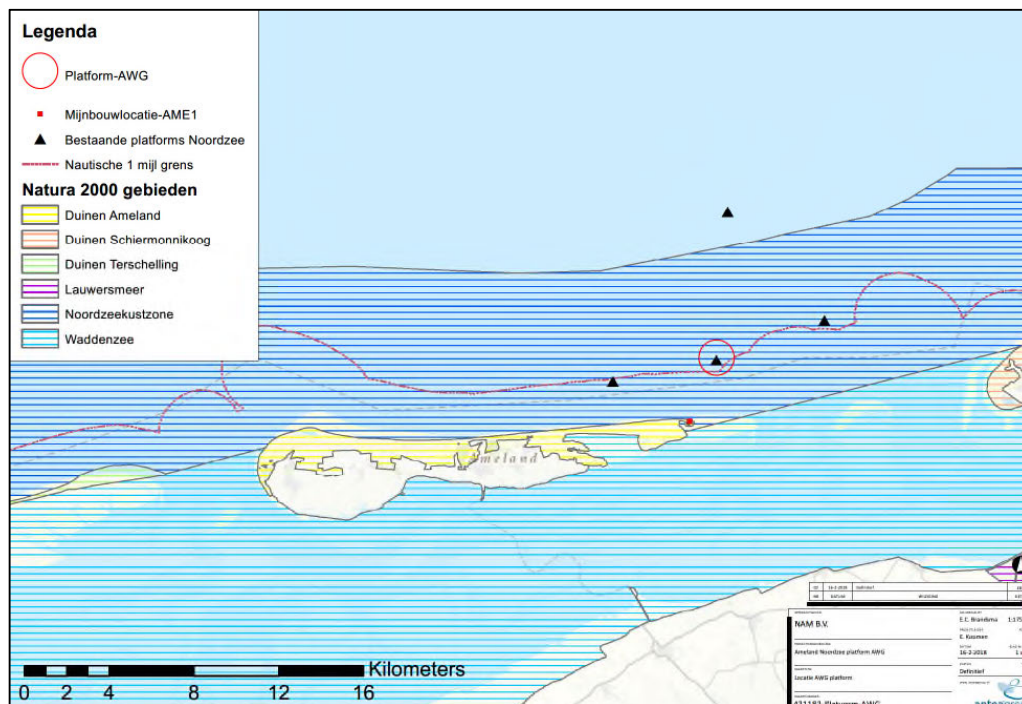 Legenda
Platform-AWG
Mijnbouwlocatie-AME1
Bestaande platforms Noordzee
Nautische 1 mijl grens
Natura 2000 gebieden
Duinen Ameland
Duinen Schiermonnikoog
Duinen Terschelling
Lauwersmeer
Noordzeekustzone
Waddenzee
Ameland
Kilometers
0 2 4 8 12 16
NAM B.V.
Ameland Noordzee platform AWG
Locatie AWG platform
E.C. Brandsma
E. Koomen
16-2-2018
Definitief